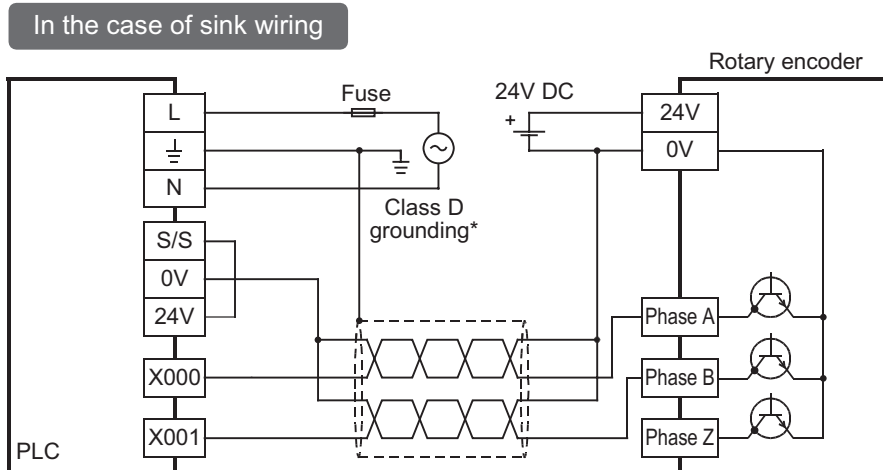 In the case of sink wiring
Rotary encoder
Fuse
24V DC
+
L
24V
0V
N
Class D
grounding*
S/S
0V
24V
Phase A
X000
Phase B
X001
Phase Z
PLC